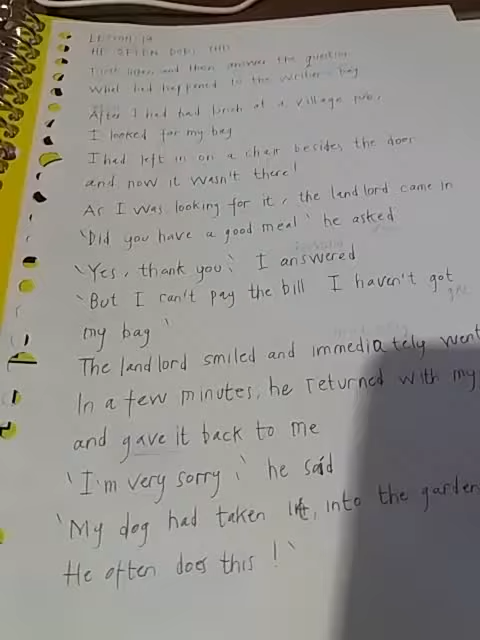 LESSON 14
HE OFTEN DOES THIS
First listen and then answer the question
What had happened to the writer's bag
After I had had lunch at a village pub,
I looked for my bag
I had left in on a chair besides the door
and now it wasn't there!
As I was looking for it, the landlord came in
'Did you have a good meal' he asked
'Yes, thank you' I answered
'But I can't pay the bill I haven't got
my bag'
The landlord smiled and immediately went
In a few minutes, he returned with my
and gave it back to me
'I'm very sorry,' he said
'My dog had taken it, into the garden
He often does this!'